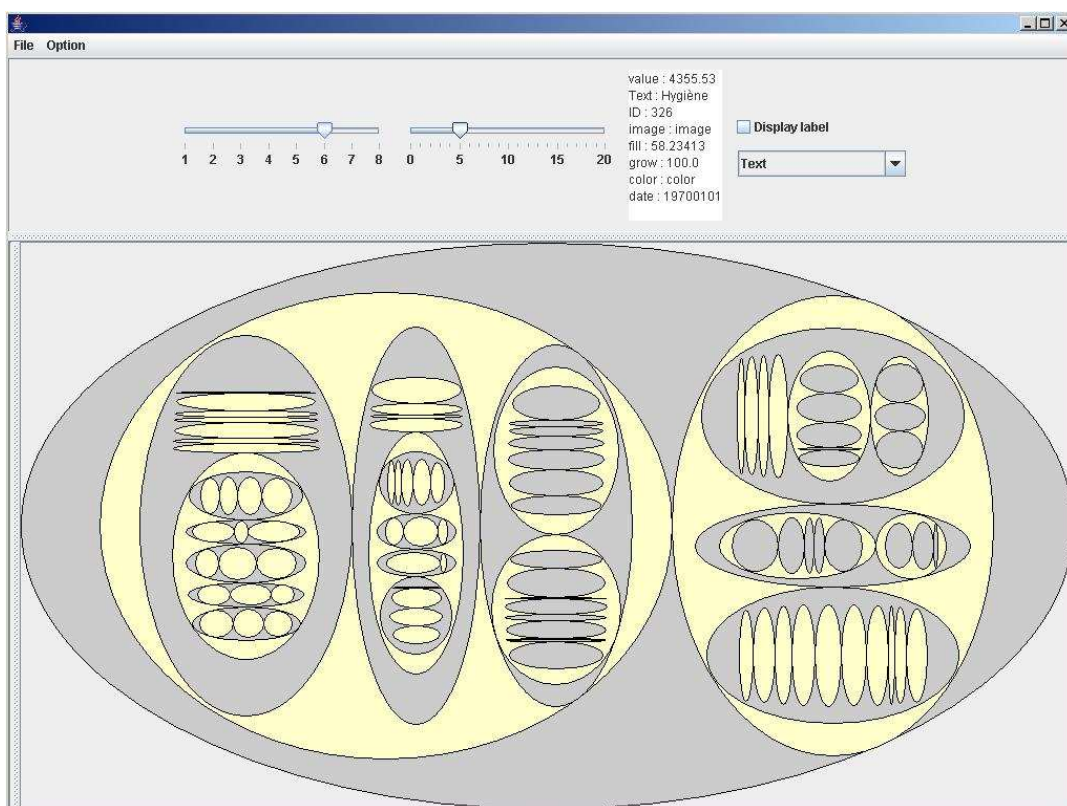 File Option
value : 4355.53
Text : Hygiène
ID : 326
image : image
fill : 58.23413
grow : 100.0
color : color
date : 19700101
Display label
1 2 3 4 5 6 7 8
0 5 10 15 20
Text